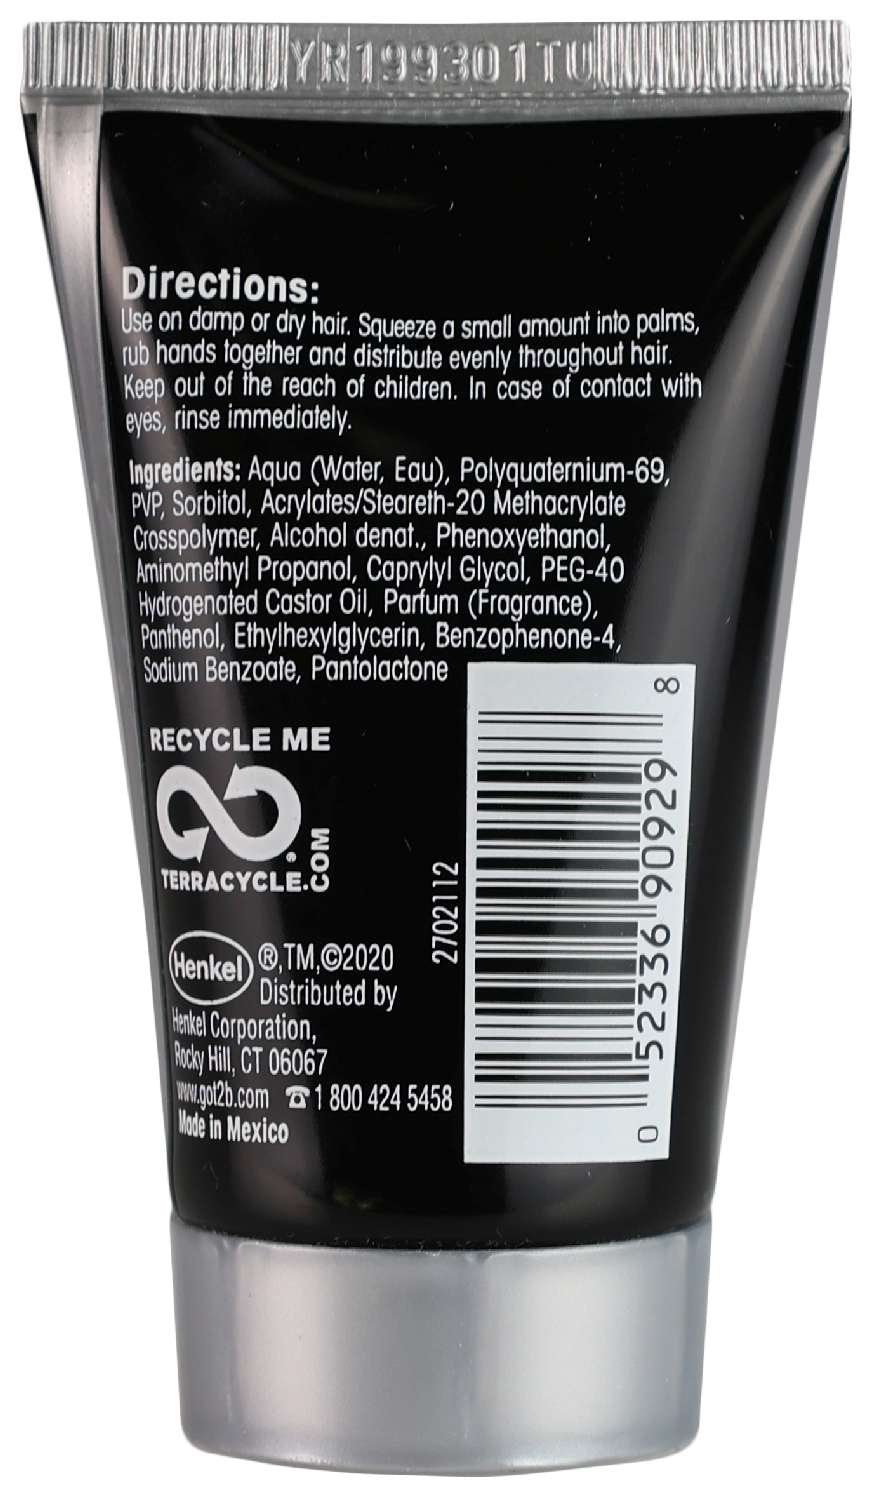 YR199301TU
Directions:
Use on damp or dry hair. Squeeze a small amount into palms,
rub hands together and distribute evenly throughout hair.
Keep out of the reach of children. In case of contact with
eyes, rinse immediately.
Ingredients: Aqua (Water, Eau), Polyquaternium-69,
PVP, Sorbitol, Acrylates/Steareth-20 Methacrylate
Crosspolymer, Alcohol denat., Phenoxyethanol,
Aminomethyl Propanol, Caprylyl Glycol, PEG-40
Hydrogenated Castor Oil, Parfum (Fragrance),
Panthenol, Ethylhexylglycerin, Benzophenone-4,
Sodium Benzoate, Pantolactone
RECYCLE ME
®
TERRACYCLE.COM
Henkel ®,TM,©2020
Distributed by
Henkel Corporation,
Rocky Hill, CT 06067
www.got2b.com ☎ 1 800 424 5458
Made in Mexico
2702112
0 52336 90929 8